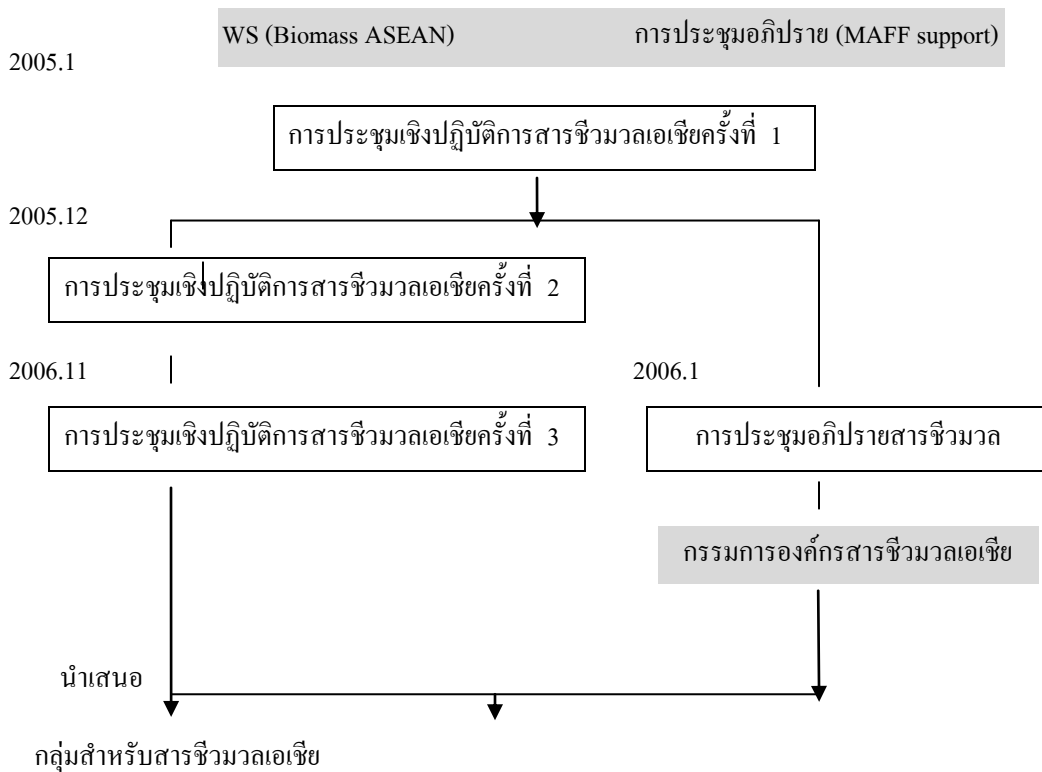 WS (Biomass ASEAN) การประชุมอภิปราย (MAFF support)
2005.1
การประชุมเชิงปฏิบัติการสารชีวมวลเอเชียครั้งที่ 1
2005.12
การประชุมเชิงปฏิบัติการสารชีวมวลเอเชียครั้งที่ 2
2006.11 2006.1
การประชุมเชิงปฏิบัติการสารชีวมวลเอเชียครั้งที่ 3 การประชุมอภิปรายสารชีวมวล
กรรมการองค์กรสารชีวมวลเอเชีย
นำเสนอ
กลุ่มสำหรับสารชีวมวลเอเชีย